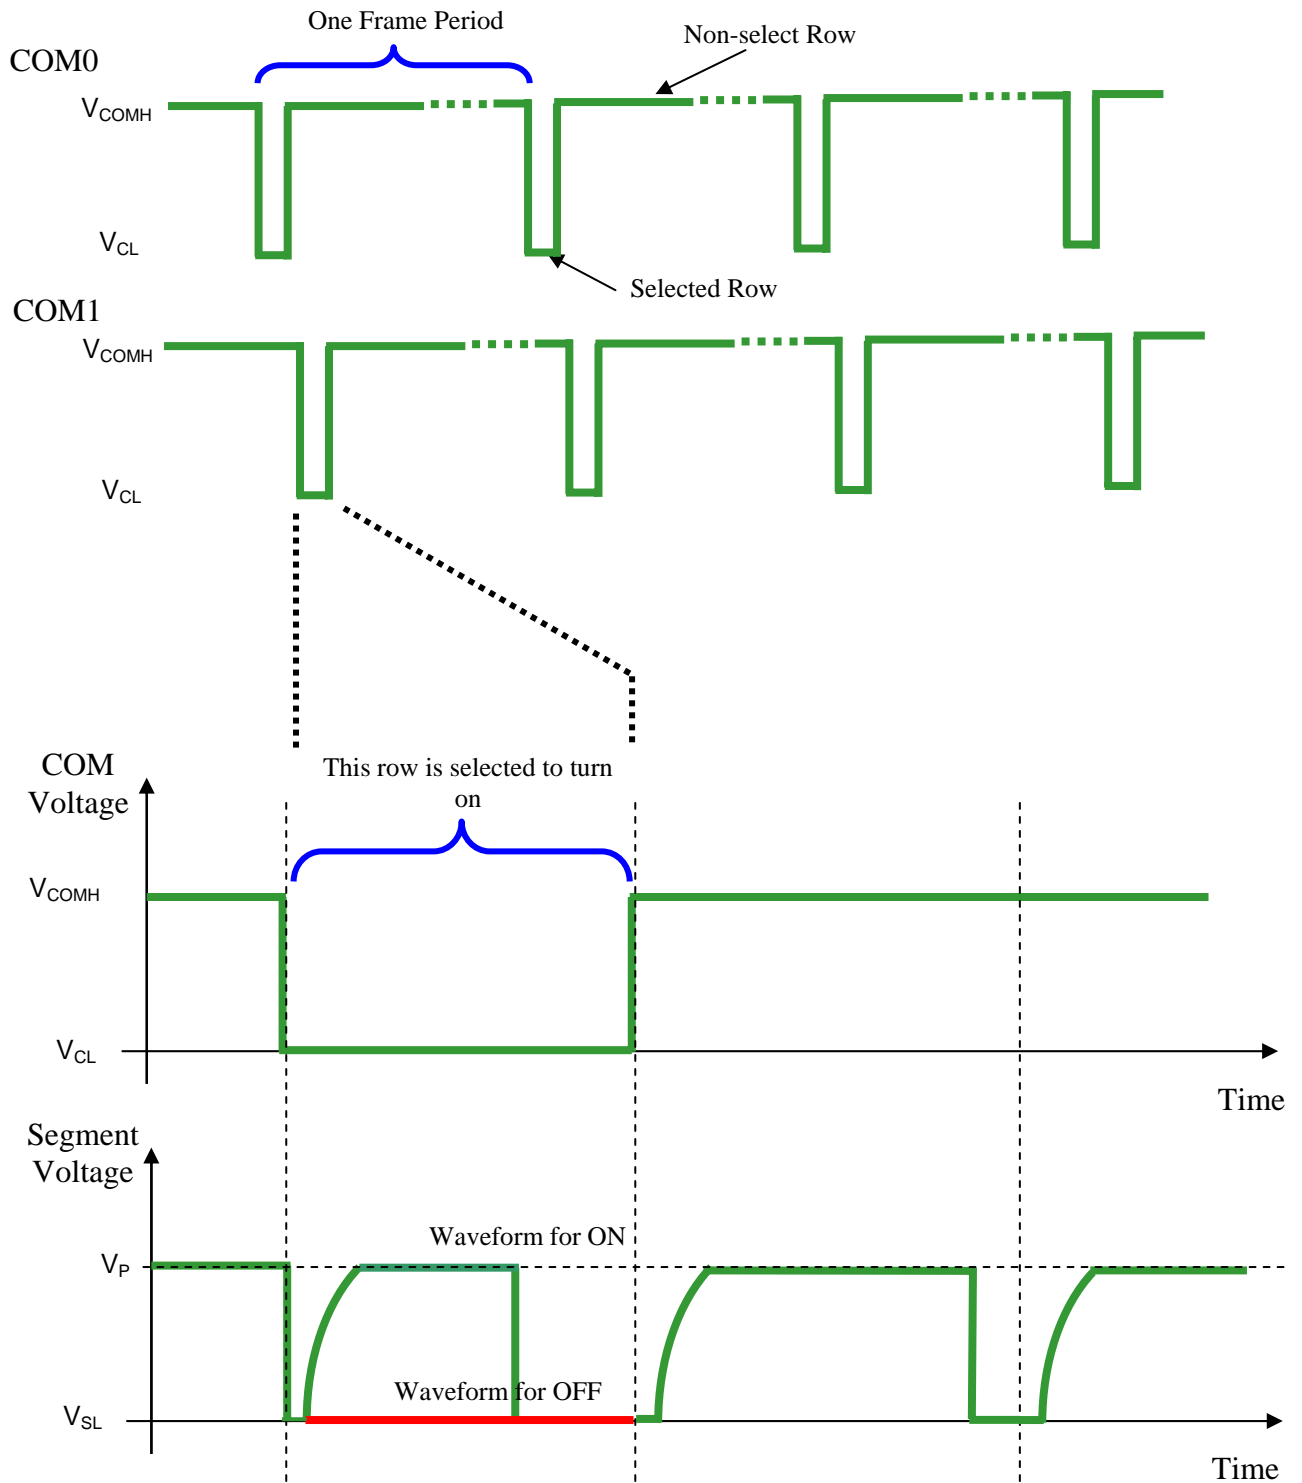 One Frame Period
Non-select Row
COM0
VCOMH
VCL
Selected Row
COM1
VCOMH
VCL
This row is selected to turn
on
COM
Voltage
VCOMH
VCL
Time
Segment
Voltage
Waveform for ON
VP
Waveform for OFF
VSL
Time